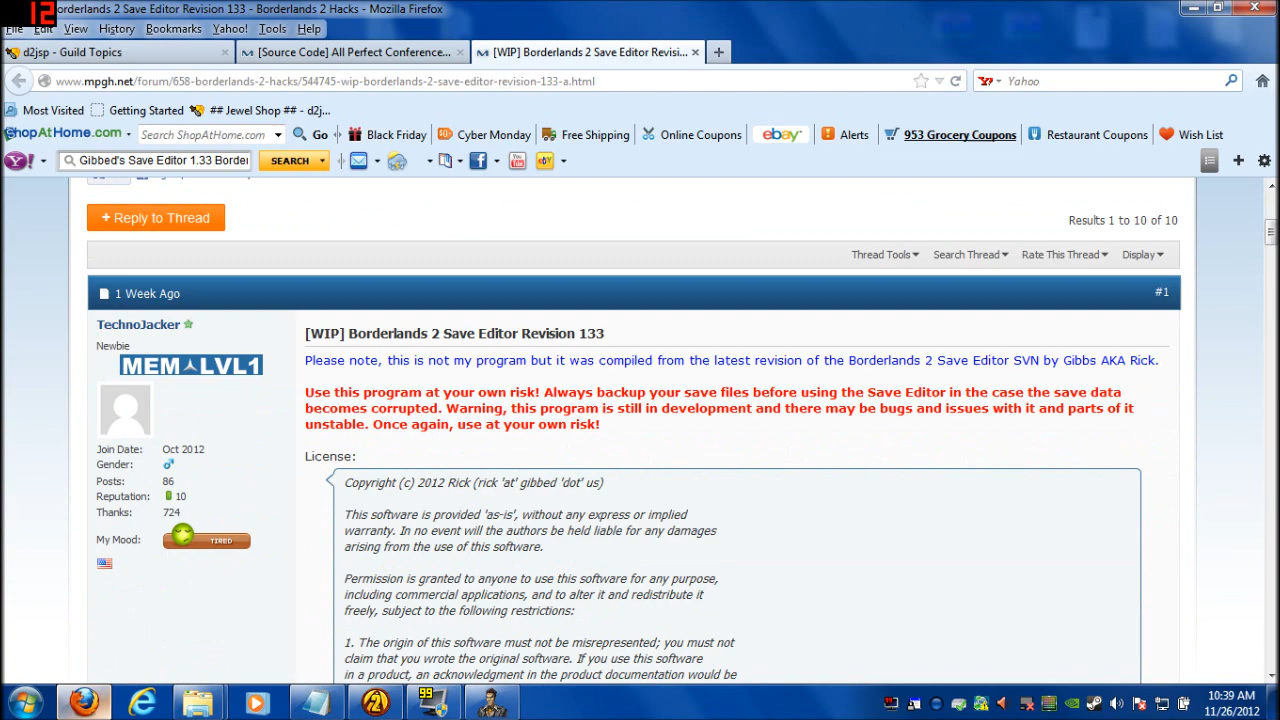 12
orderlands 2 Save Editor Revision 133 - Borderlands 2 Hacks - Mozilla Firefox
File Edit View History Bookmarks Yahoo! Tools Help
d2jsp - Guild Topics × [Source Code] All Perfect Conference... × [WIP] Borderlands 2 Save Editor Revisi... × +
www.mpgh.net/forum/658-borderlands-2-hacks/544745-wip-borderlands-2-save-editor-revision-133-a.html Yahoo
Most Visited Getting Started ## Jewel Shop ## - d2j...
ShopAtHome.com Search ShopAtHome.com Go Black Friday Cyber Monday Free Shipping Online Coupons ebay Alerts 953 Grocery Coupons Restaurant Coupons Wish List
Y! Gibbed's Save Editor 1.33 Border SEARCH You Tube eBY
+ Reply to Thread
Results 1 to 10 of 10
Thread Tools Search Thread Rate This Thread Display
1 Week Ago #1
TechnoJacker
Newbie
MEM LVL1
Join Date: Oct 2012
Gender:
Posts: 86
Reputation: 10
Thanks: 724
My Mood: TIRED
[WIP] Borderlands 2 Save Editor Revision 133
Please note, this is not my program but it was compiled from the latest revision of the Borderlands 2 Save Editor SVN by Gibbs AKA Rick.
Use this program at your own risk! Always backup your save files before using the Save Editor in the case the save data
becomes corrupted. Warning, this program is still in development and there may be bugs and issues with it and parts of it
unstable. Once again, use at your own risk!
License:
Copyright (c) 2012 Rick (rick 'at' gibbed 'dot' us)
This software is provided 'as-is', without any express or implied
warranty. In no event will the authors be held liable for any damages
arising from the use of this software.
Permission is granted to anyone to use this software for any purpose,
including commercial applications, and to alter it and redistribute it
freely, subject to the following restrictions:
1. The origin of this software must not be misrepresented; you must not
claim that you wrote the original software. If you use this software
in a product, an acknowledgment in the product documentation would be
99
10:39 AM
11/26/2012